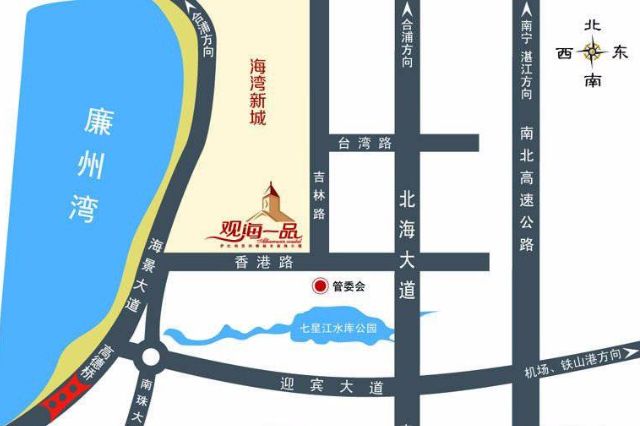 合浦方向
合浦方向
南宁 湛江方向
北
西 东
南
海湾新城
廉州湾
台湾路
吉林路
南北高速公路
北海大道
观海一品
海景大道
香港路
管委会
七星江水库公园
高德桥
南珠大
迎宾大道
机场、铁山港方向